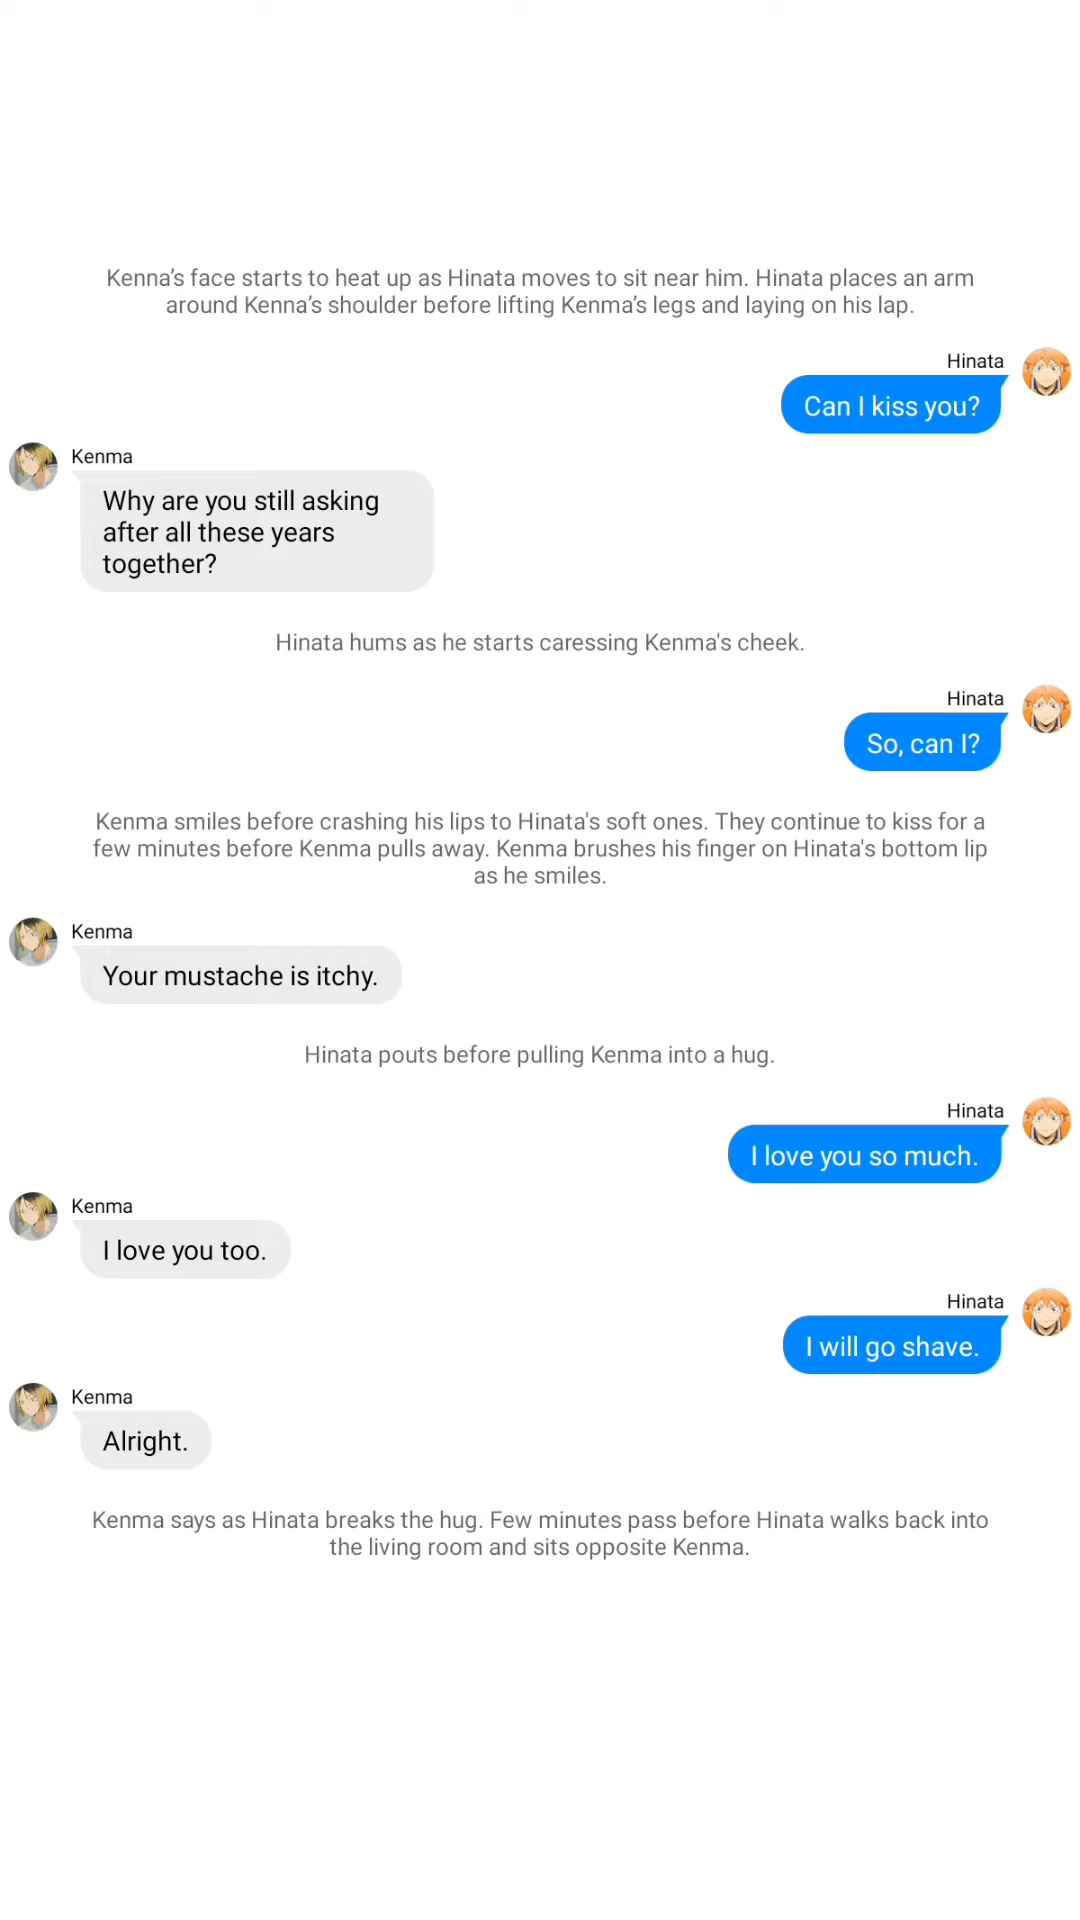 Kenna’s face starts to heat up as Hinata moves to sit near him. Hinata places an arm
around Kenna’s shoulder before lifting Kenma’s legs and laying on his lap.
Hinata
Can I kiss you?
Kenma
Why are you still asking
after all these years
together?
Hinata hums as he starts caressing Kenma's cheek.
Hinata
So, can I?
Kenma smiles before crashing his lips to Hinata's soft ones. They continue to kiss for a
few minutes before Kenma pulls away. Kenma brushes his finger on Hinata's bottom lip
as he smiles.
Kenma
Your mustache is itchy.
Hinata pouts before pulling Kenma into a hug.
Hinata
I love you so much.
Kenma
I love you too.
Hinata
I will go shave.
Kenma
Alright.
Kenma says as Hinata breaks the hug. Few minutes pass before Hinata walks back into
the living room and sits opposite Kenma.